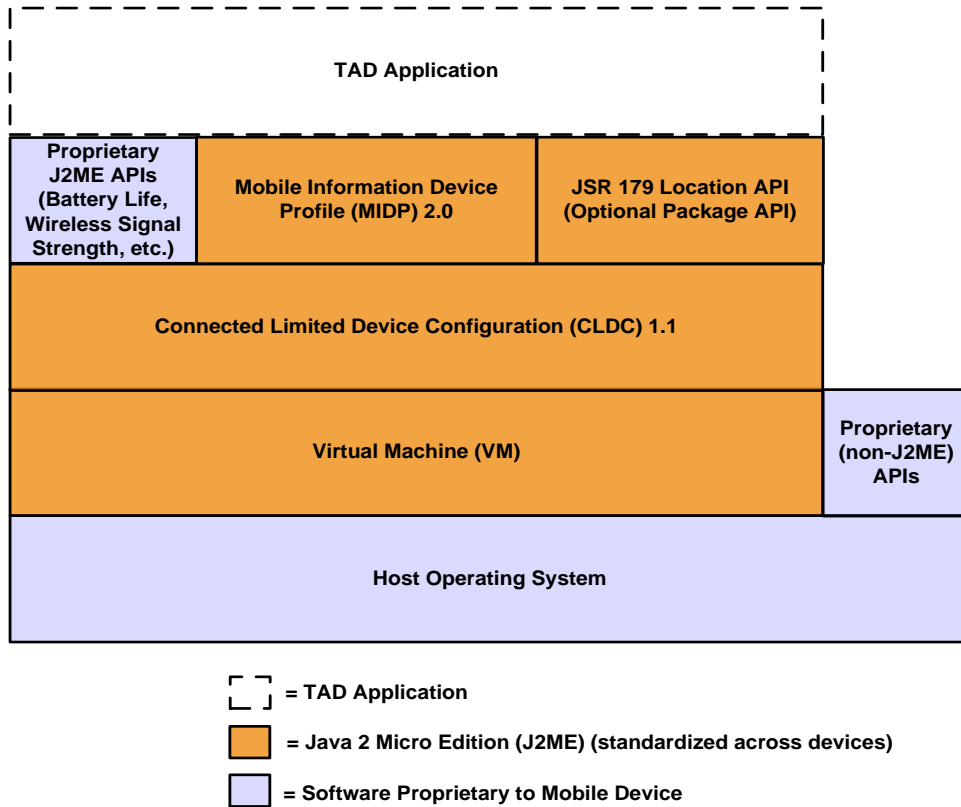 TAD Application
Proprietary
J2ME APIs
(Battery Life,
Wireless Signal
Strength, etc.)
Mobile Information Device
Profile (MIDP) 2.0
JSR 179 Location API
(Optional Package API)
Connected Limited Device Configuration (CLDC) 1.1
Virtual Machine (VM)
Proprietary
(non-J2ME)
APIs
Host Operating System
= TAD Application
= Java 2 Micro Edition (J2ME) (standardized across devices)
= Software Proprietary to Mobile Device